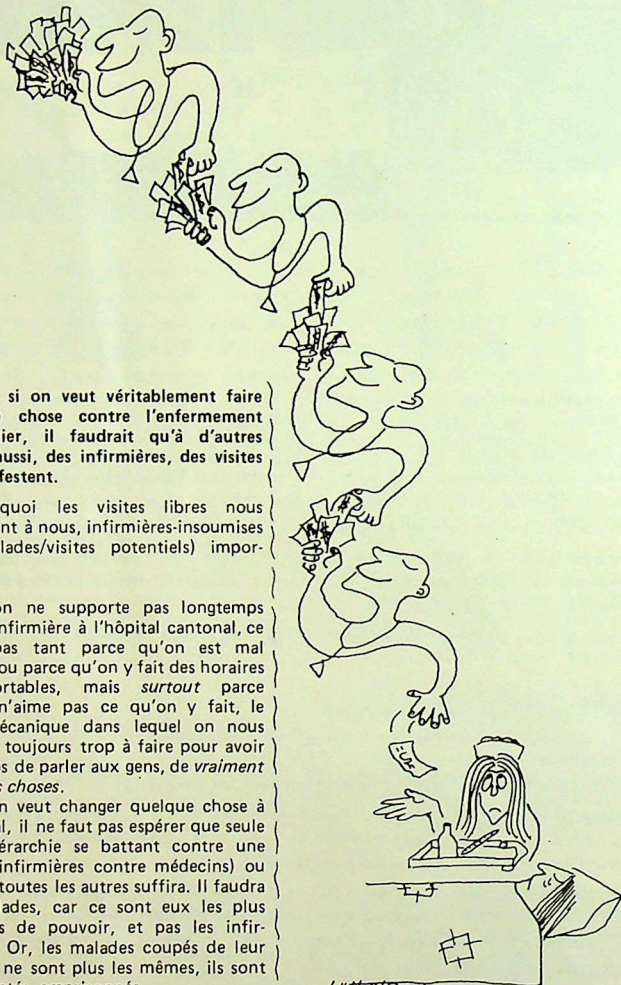 si on veut véritablement faire
chose contre l'enfermement
ier, il faudrait qu'à d'autres
aussi, des infirmières, des visites
festent.
quoi les visites libres nous
nt à nous, infirmières-insoumises
lades/visites potentiels) impor-
on ne supporte pas longtemps
nfirmière à l'hôpital cantonal, ce
pas tant parce qu'on est mal
ou parce qu'on y fait des horaires
ortables, mais surtout parce
n'aime pas ce qu'on y fait, le
écanique dans lequel on nous
toujours trop à faire pour avoir
s de parler aux gens, de vraiment
s choses.
n veut changer quelque chose à
l, il ne faut pas espérer que seule
érarchie se battant contre une
infirmières contre médecins) ou
toutes les autres suffira. Il faudra
lades, car ce sont eux les plus
s de pouvoir, et pas les infir-
Or, les malades coupés de leur
ne sont plus les mêmes, ils sont